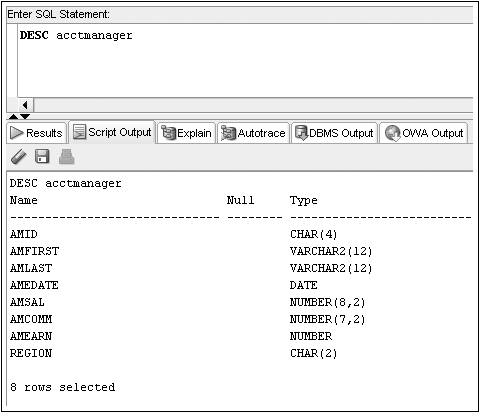 Enter SQL Statement:
DESC acctmanager
Results Script Output Explain Autotrace DBMS Output OWA Output
DESC acctmanager
Name Null Type
------------------------------ -------- --------------------------
AMID CHAR(4)
AMFIRST VARCHAR2(12)
AMLAST VARCHAR2(12)
AMEDATE DATE
AMSAL NUMBER(8,2)
AMCOMM NUMBER(7,2)
AMEARN NUMBER
REGION CHAR(2)
8 rows selected